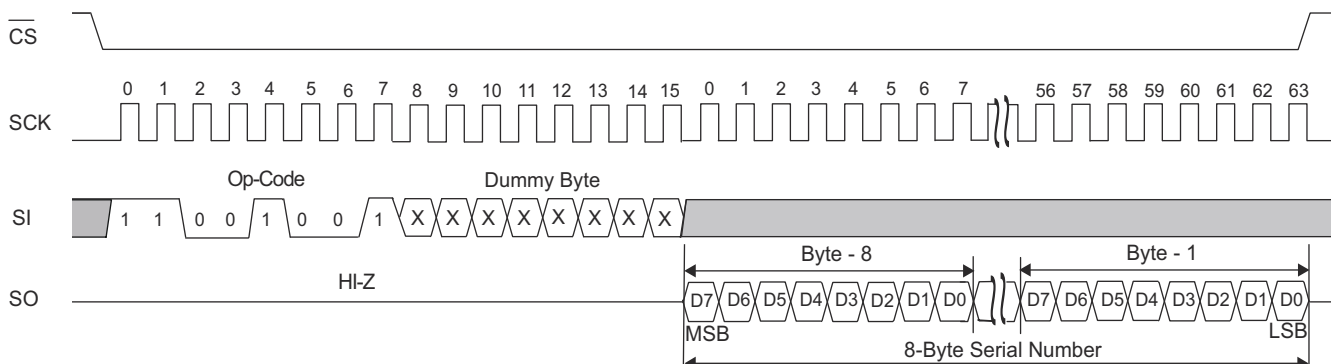 CS
0 1 2 3 4 5 6 7 8 9 10 11 12 13 14 15 0 1 2 3 4 5 6 7 56 57 58 59 60 61 62 63
SCK
Op-Code Dummy Byte
SI 1 1 0 0 1 0 0 1 X X X X X X X X
Byte - 8 Byte - 1
HI-Z
SO D7 D6 D5 D4 D3 D2 D1 D0 D7 D6 D5 D4 D3 D2 D1 D0
MSB LSB
8-Byte Serial Number